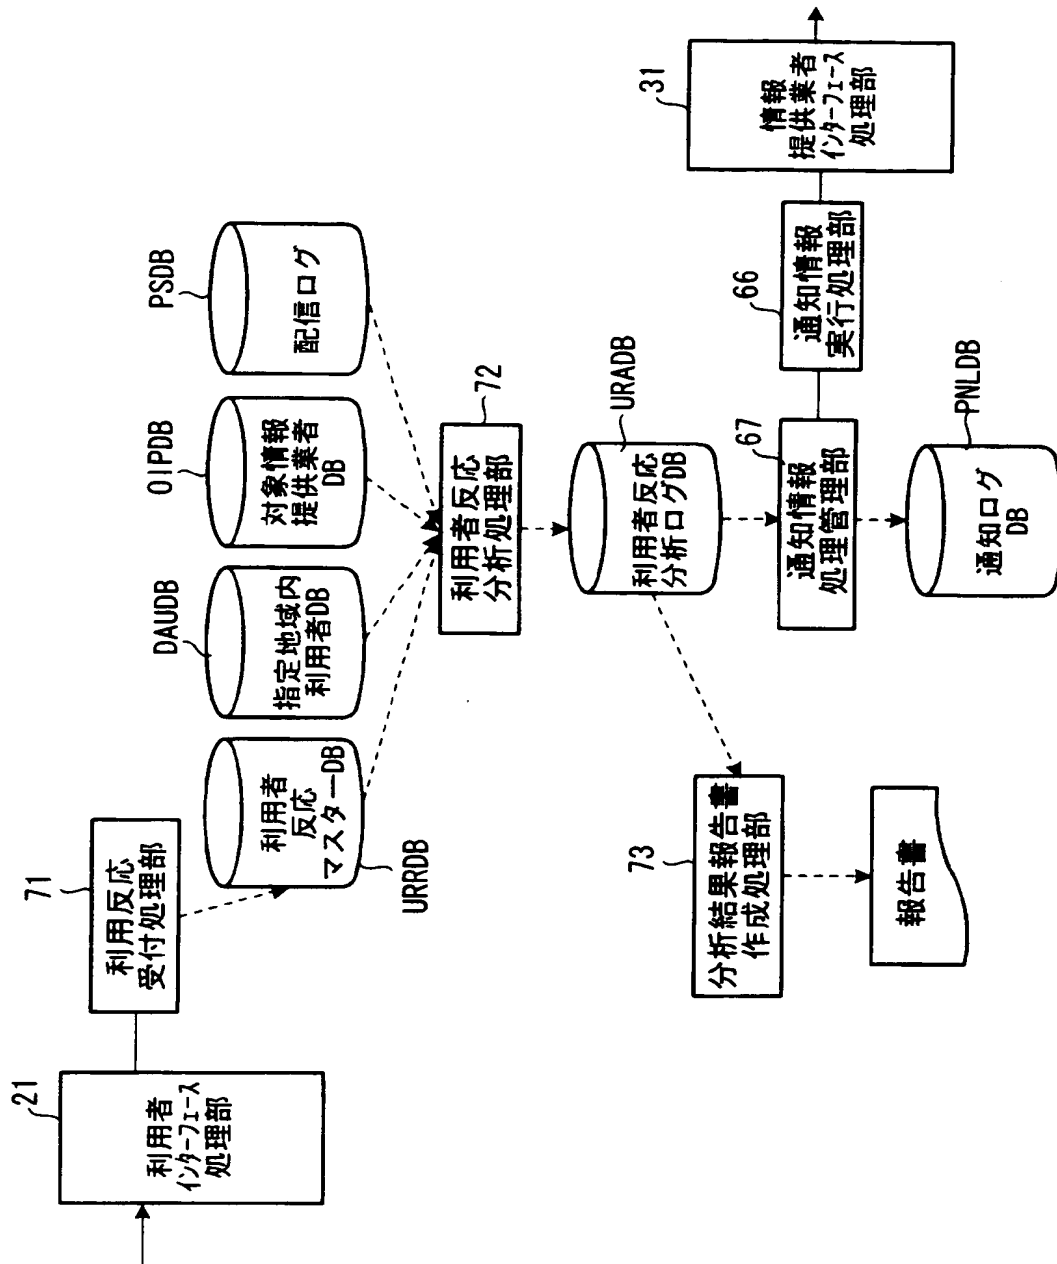 21
利用者
インターフェース
処理部
71
利用反応
受付処理部
URRDB
利用者
反応
マスターDB
DAUDB
指定地域内
利用者DB
OIPDB
対象情報
提供業者
DB
PSDB
配信ログ
72
利用者反応
分析処理部
URADB
利用者反応
分析ログDB
73
分析結果報告書
作成処理部
報告書
67
通知情報
処理管理部
PNLDB
通知ログ
DB
66
通知情報
実行処理部
31
情報
提供業者
インターフェース
処理部